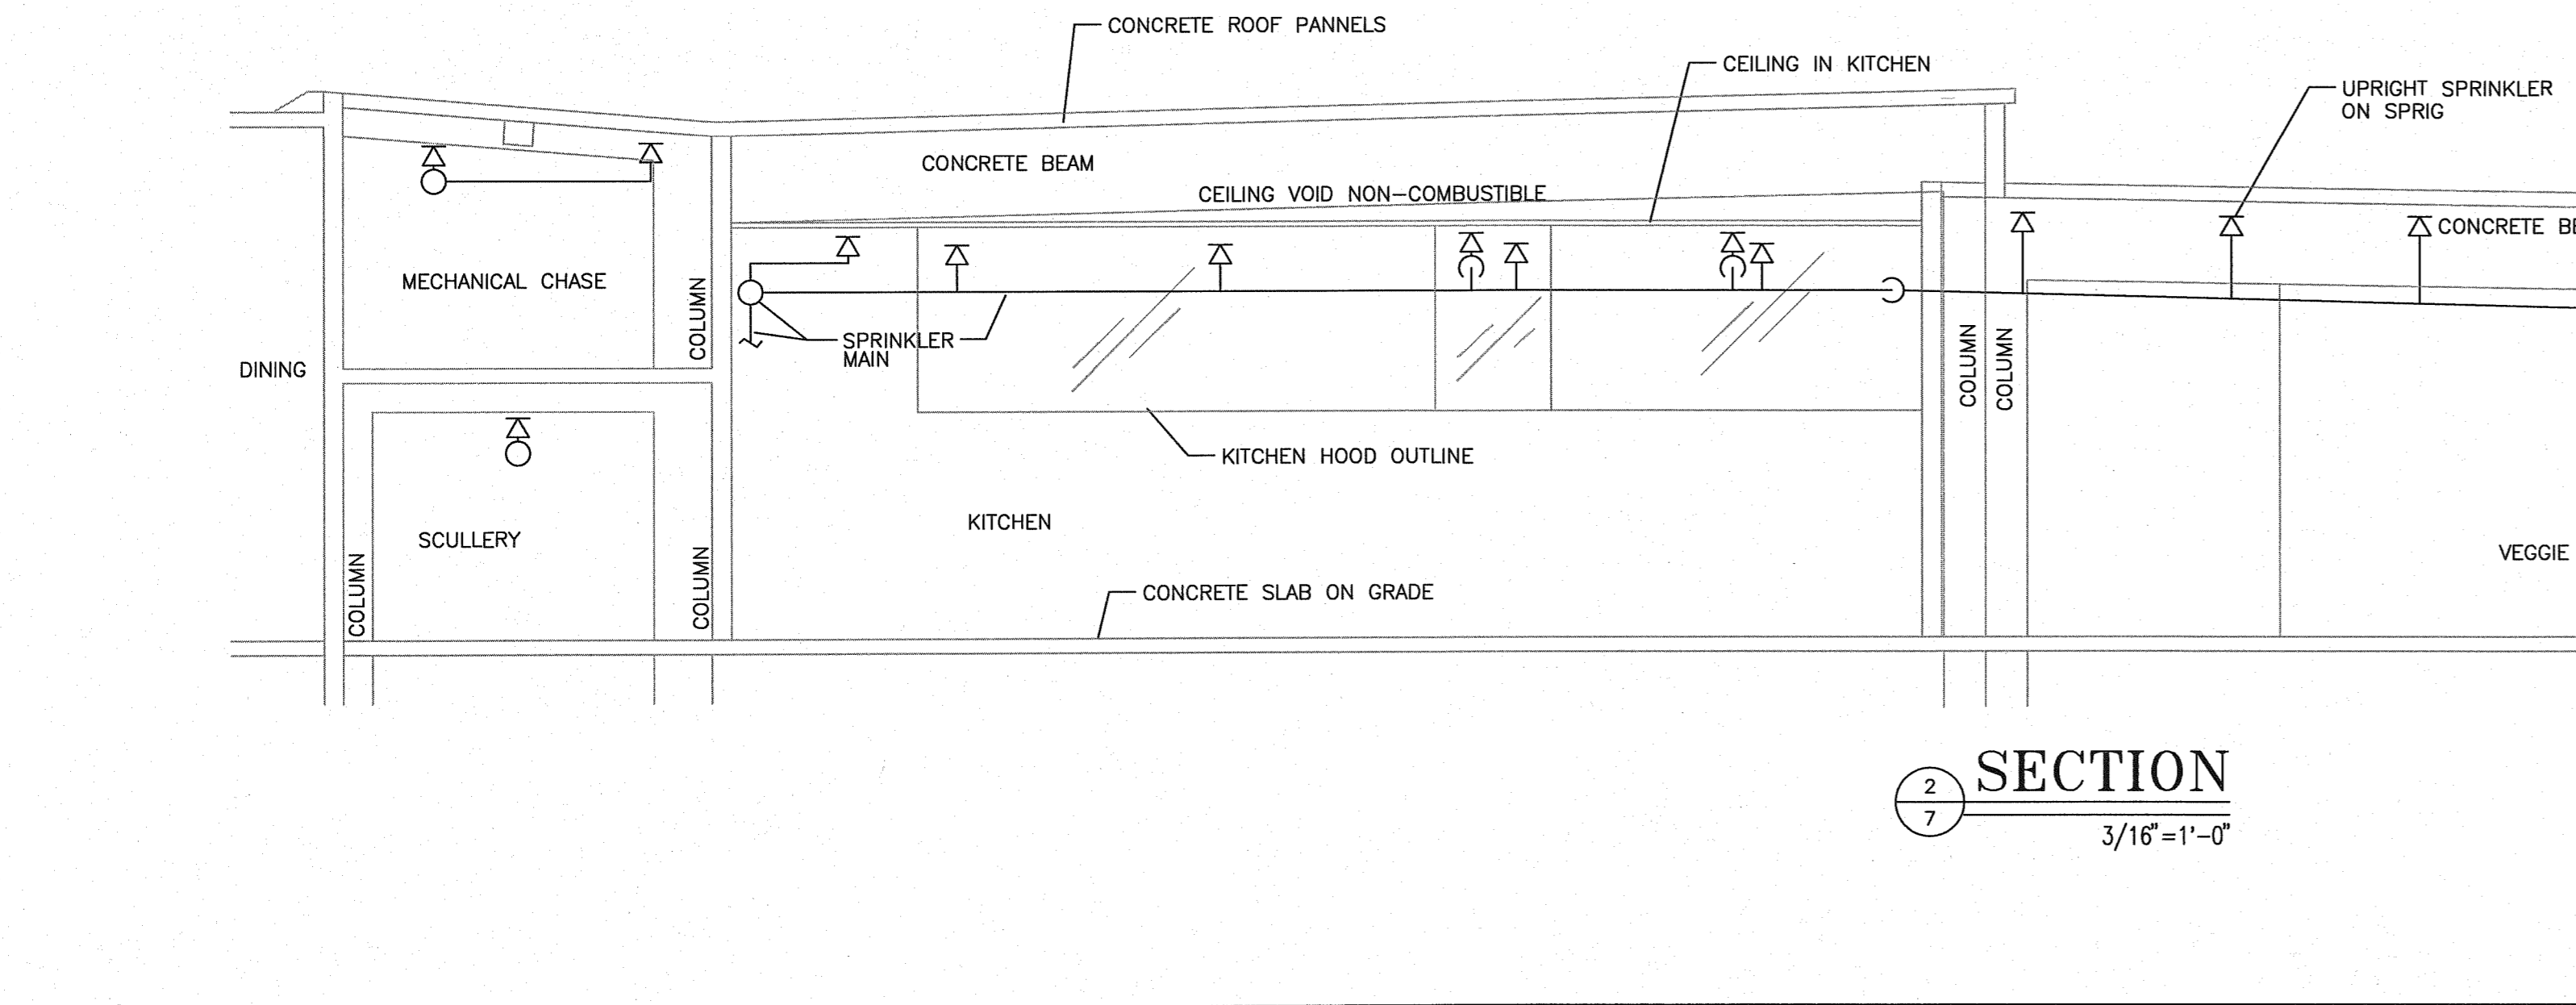 CONCRETE ROOF PANNELS
CEILING IN KITCHEN
UPRIGHT SPRINKLER
ON SPRIG
CONCRETE BEAM
CEILING VOID NON-COMBUSTIBLE
CONCRETE BE
MECHANICAL CHASE
COLUMN
SPRINKLER
MAIN
DINING
COLUMN
COLUMN
KITCHEN HOOD OUTLINE
KITCHEN
SCULLERY
VEGGIE
COLUMN
COLUMN
CONCRETE SLAB ON GRADE
2
7
SECTION
3/16"=1'-0"